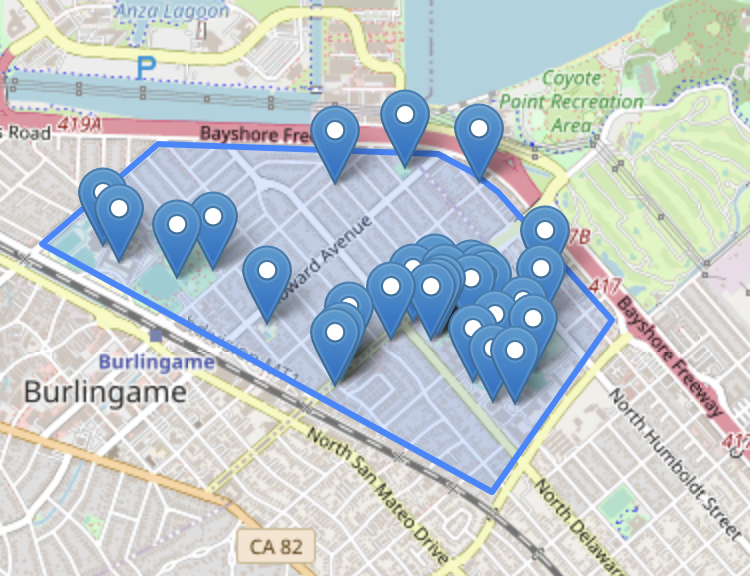 Anza Lagoon
P
Coyote
Point Recreation
Area
s Road
419A
Bayshore Free
Howard Avenue
7B
417
Bayshore Freeway
Burlingame
Burlingame
North Humboldt Street
417
North San Mateo Drive
North Delaware
CA 82